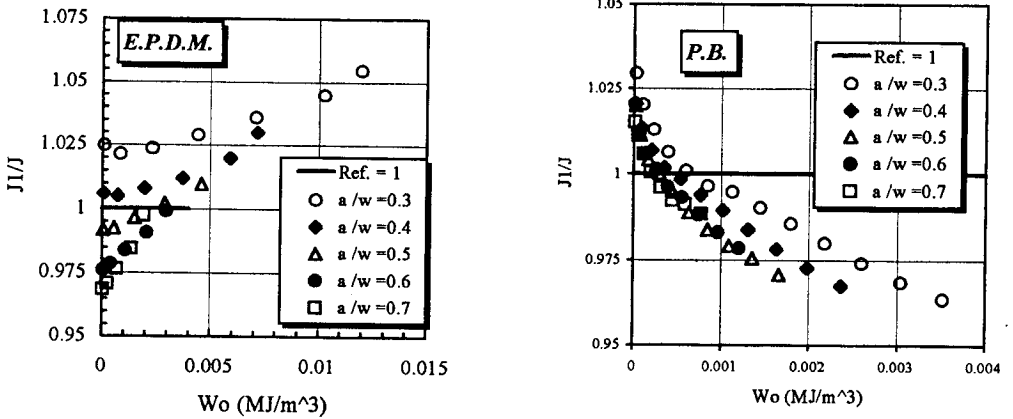 1.075
1.05
1.025
1
0.975
0.95
J1/J
E.P.D.M.
Ref. = 1
a /w=0.3
a /w=0.4
a /w=0.5
a /w=0.6
a /w=0.7
0
0.005
0.01
0.015
Wo (MJ/m^3)
1.05
1.025
1
0.975
0.95
J1/J
P.B.
Ref. = 1
a /w=0.3
a /w=0.4
a /w=0.5
a /w=0.6
a /w=0.7
0
0.001
0.002
0.003
0.004
Wo (MJ/m^3)